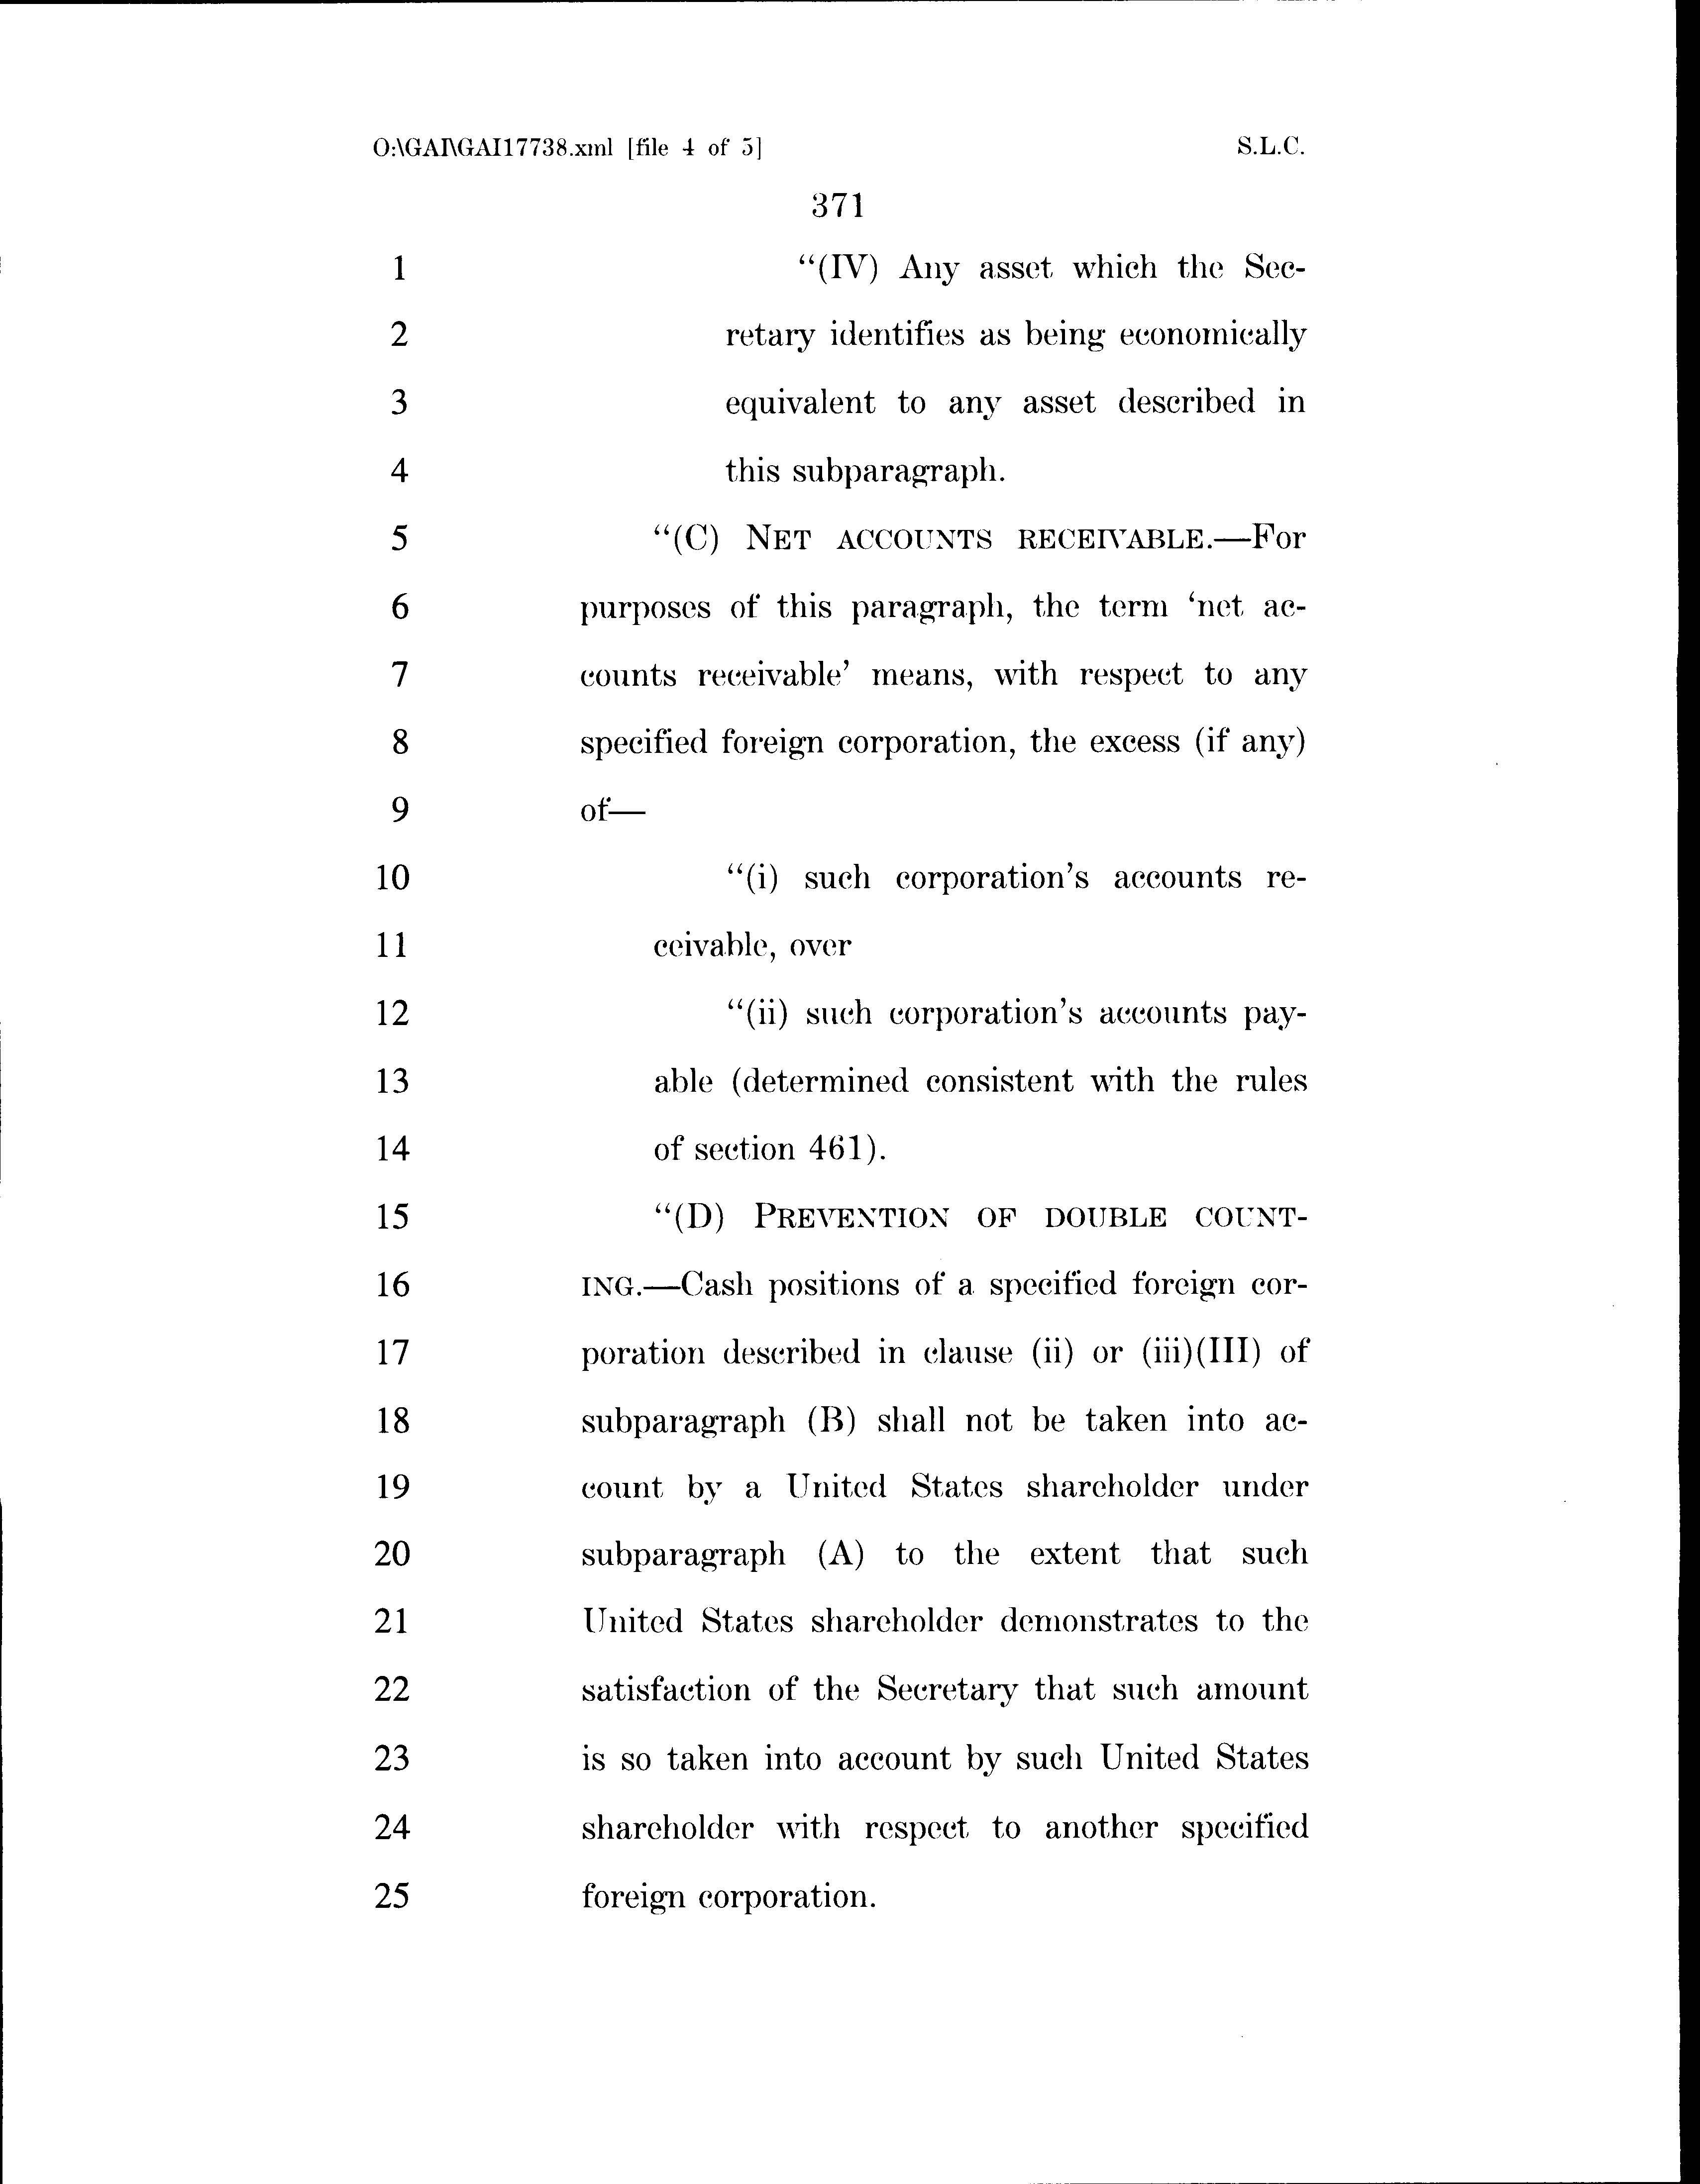 O:\GAI\GAI17738.xml [file 4 of 5] S.L.C.
371
1 “(IV) Any asset which the Sec-
2 retary identifies as being economically
3 equivalent to any asset described in
4 this subparagraph.
5 “(C) NET ACCOUNTS RECEIVABLE.—For
6 purposes of this paragraph, the term ‘net ac-
7 counts receivable’ means, with respect to any
8 specified foreign corporation, the excess (if any)
9 of—
10 “(i) such corporation’s accounts re-
11 ceivable, over
12 “(ii) such corporation’s accounts pay-
13 able (determined consistent with the rules
14 of section 461).
15 “(D) PREVENTION OF DOUBLE COUNT-
16 ING.—Cash positions of a specified foreign cor-
17 poration described in clause (ii) or (iii)(III) of
18 subparagraph (B) shall not be taken into ac-
19 count by a United States shareholder under
20 subparagraph (A) to the extent that such
21 United States shareholder demonstrates to the
22 satisfaction of the Secretary that such amount
23 is so taken into account by such United States
24 shareholder with respect to another specified
25 foreign corporation.